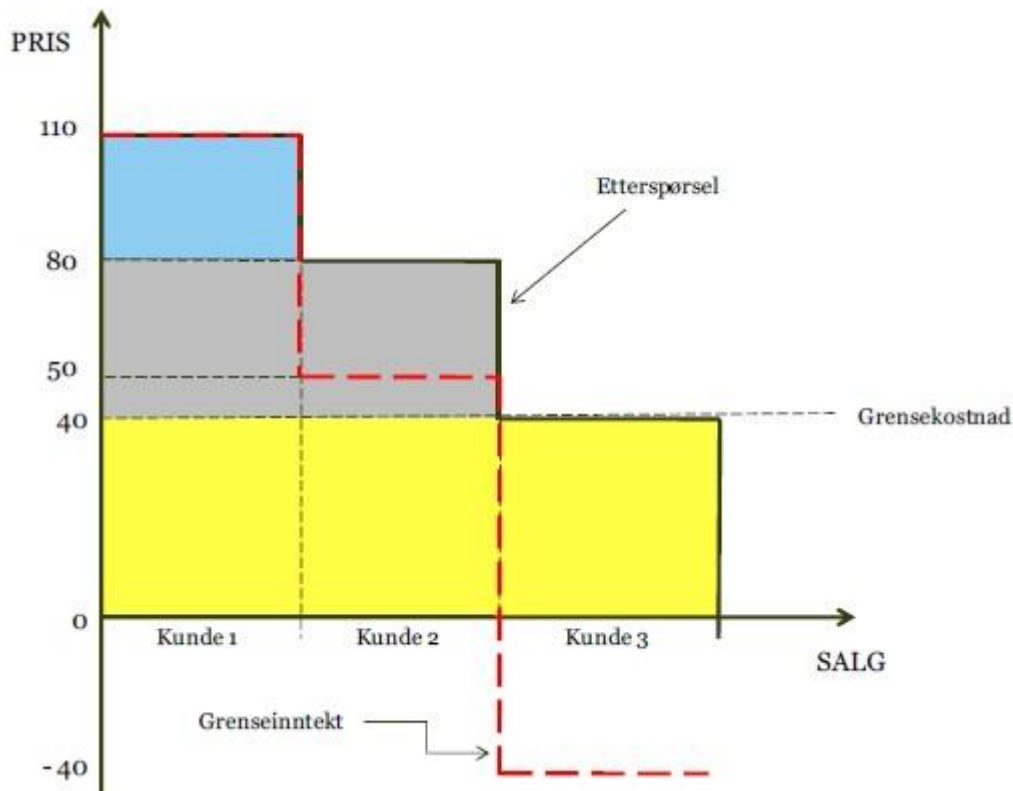 PRIS
110
Etterspørsel
80
50
40
Grensekostnad
0
Kunde 1
Kunde 2
Kunde 3
SALG
Grenseinntekt
-40